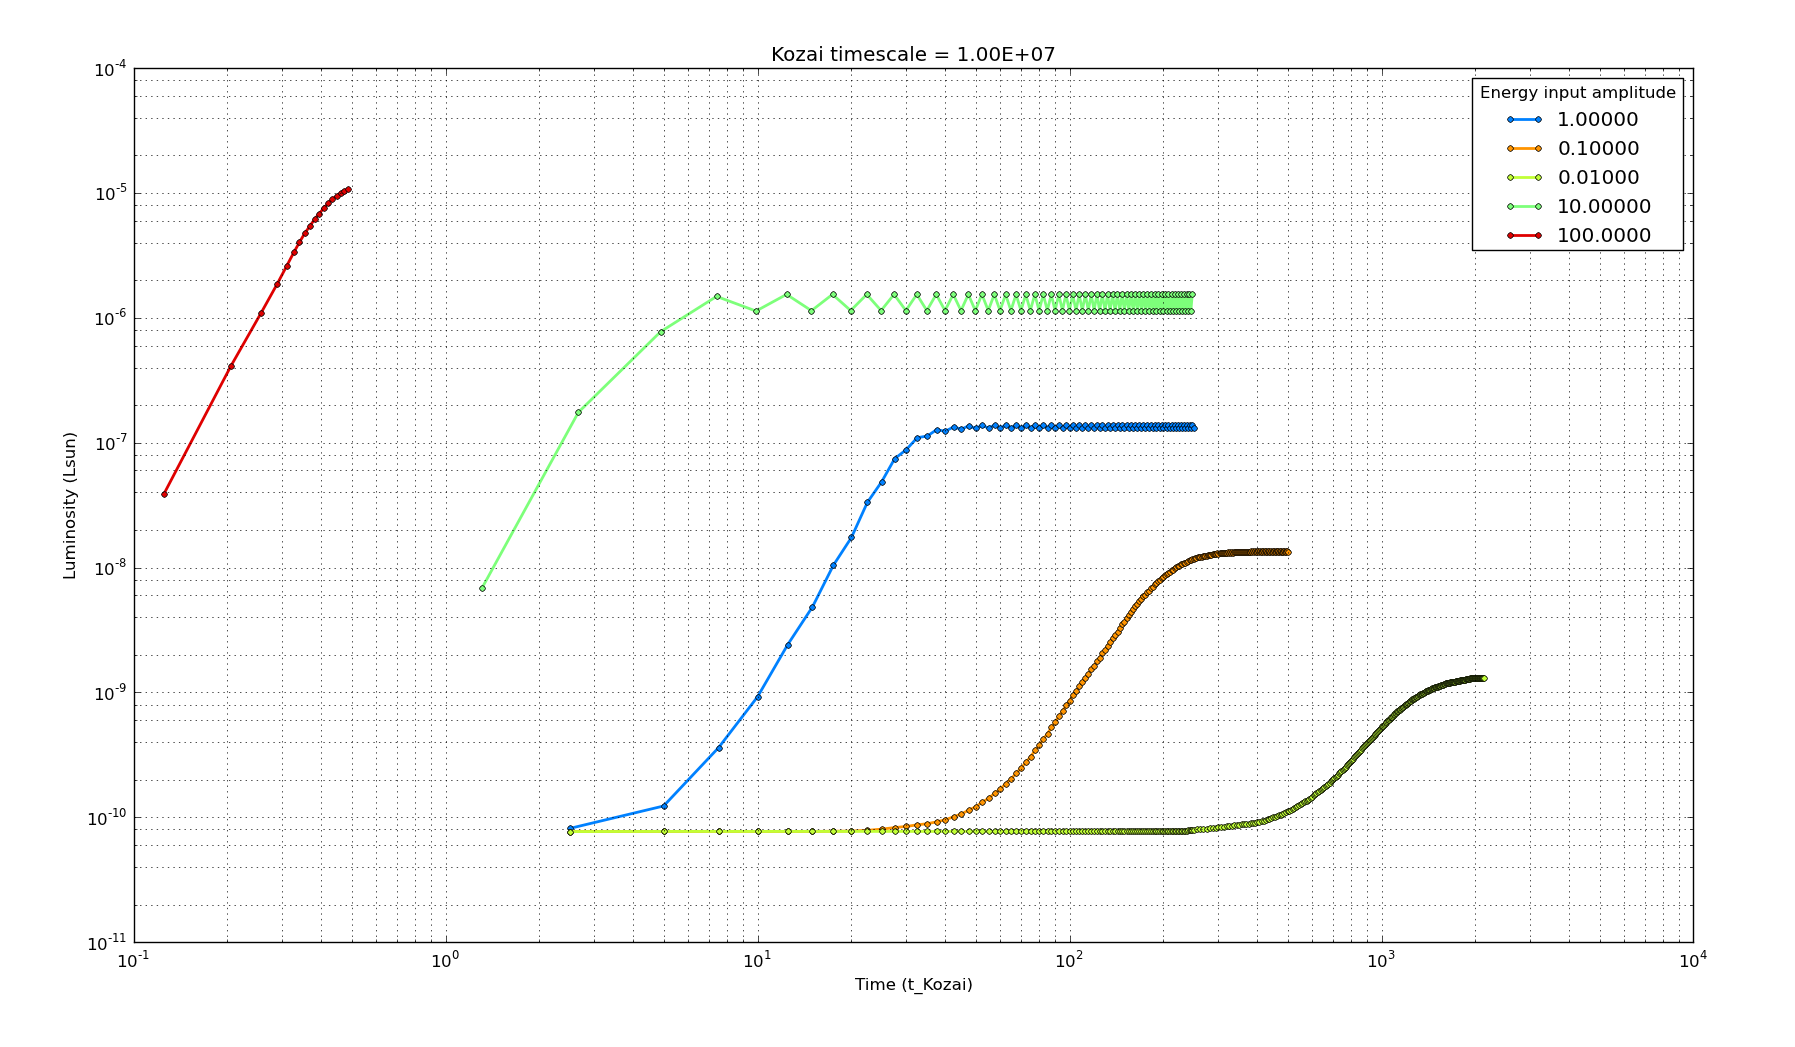 Kozai timescale = 1.00E+07
Energy input amplitude
1.00000
0.10000
0.01000
10.00000
100.0000
10^-4
10^-5
10^-6
10^-7
10^-8
10^-9
10^-10
10^-11
Luminosity (Lsun)
10^-1 10^0 10^1 10^2 10^3 10^4
Time (t_Kozai)